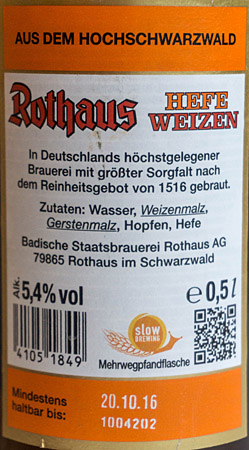 AUS DEM HOCHSCHWARZWALD
Rothaus
HEFE
WEIZEN
In Deutschlands höchstgelegener
Brauerei mit größter Sorgfalt nach
dem Reinheitsgebot von 1516 gebraut.
Zutaten: Wasser, Weizenmalz,
Gerstenmalz, Hopfen, Hefe
Badische Staatsbrauerei Rothaus AG
79865 Rothaus im Schwarzwald
Alk. 5,4% vol
℮ 0,5 l
slow
BREWING
4105 1849
Mehrwegpfandflasche
Mindestens
haltbar bis:
20.10.16
1004202